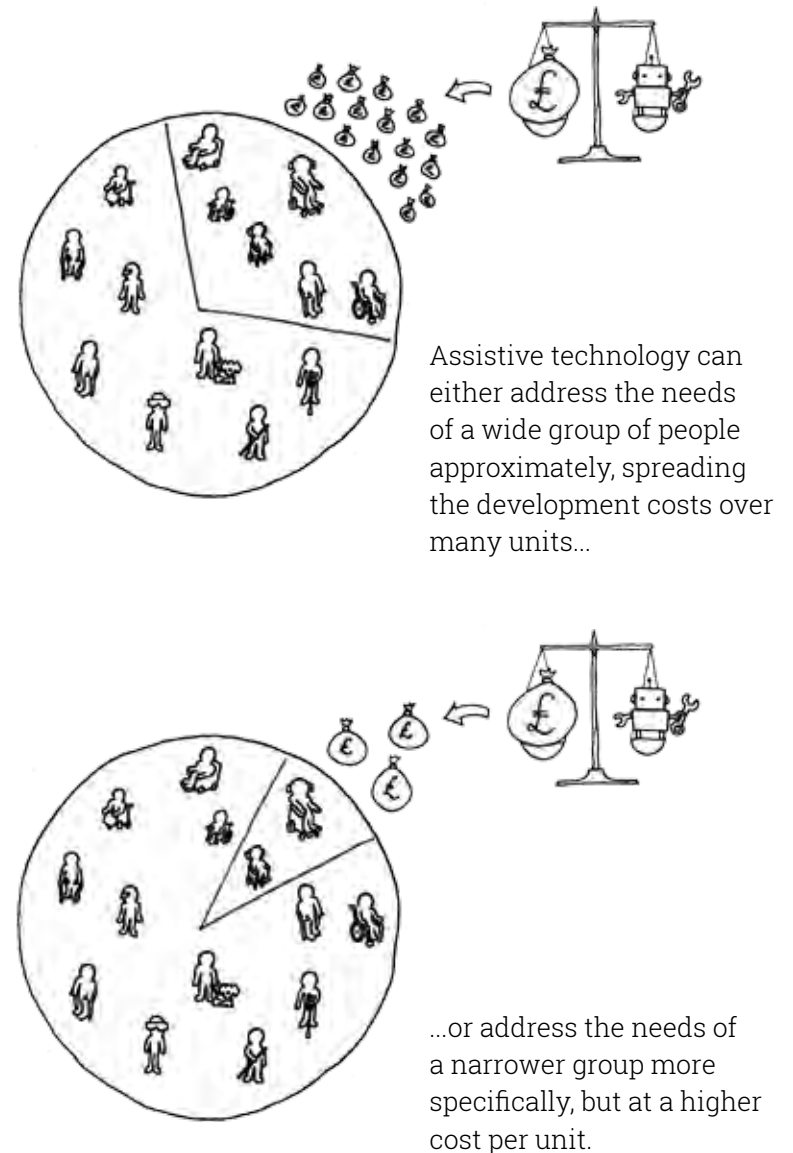 £
Assistive technology can
either address the needs
of a wide group of people
approximately, spreading
the development costs over
many units...
£
£
£
£
...or address the needs of
a narrower group more
specifically, but at a higher
cost per unit.